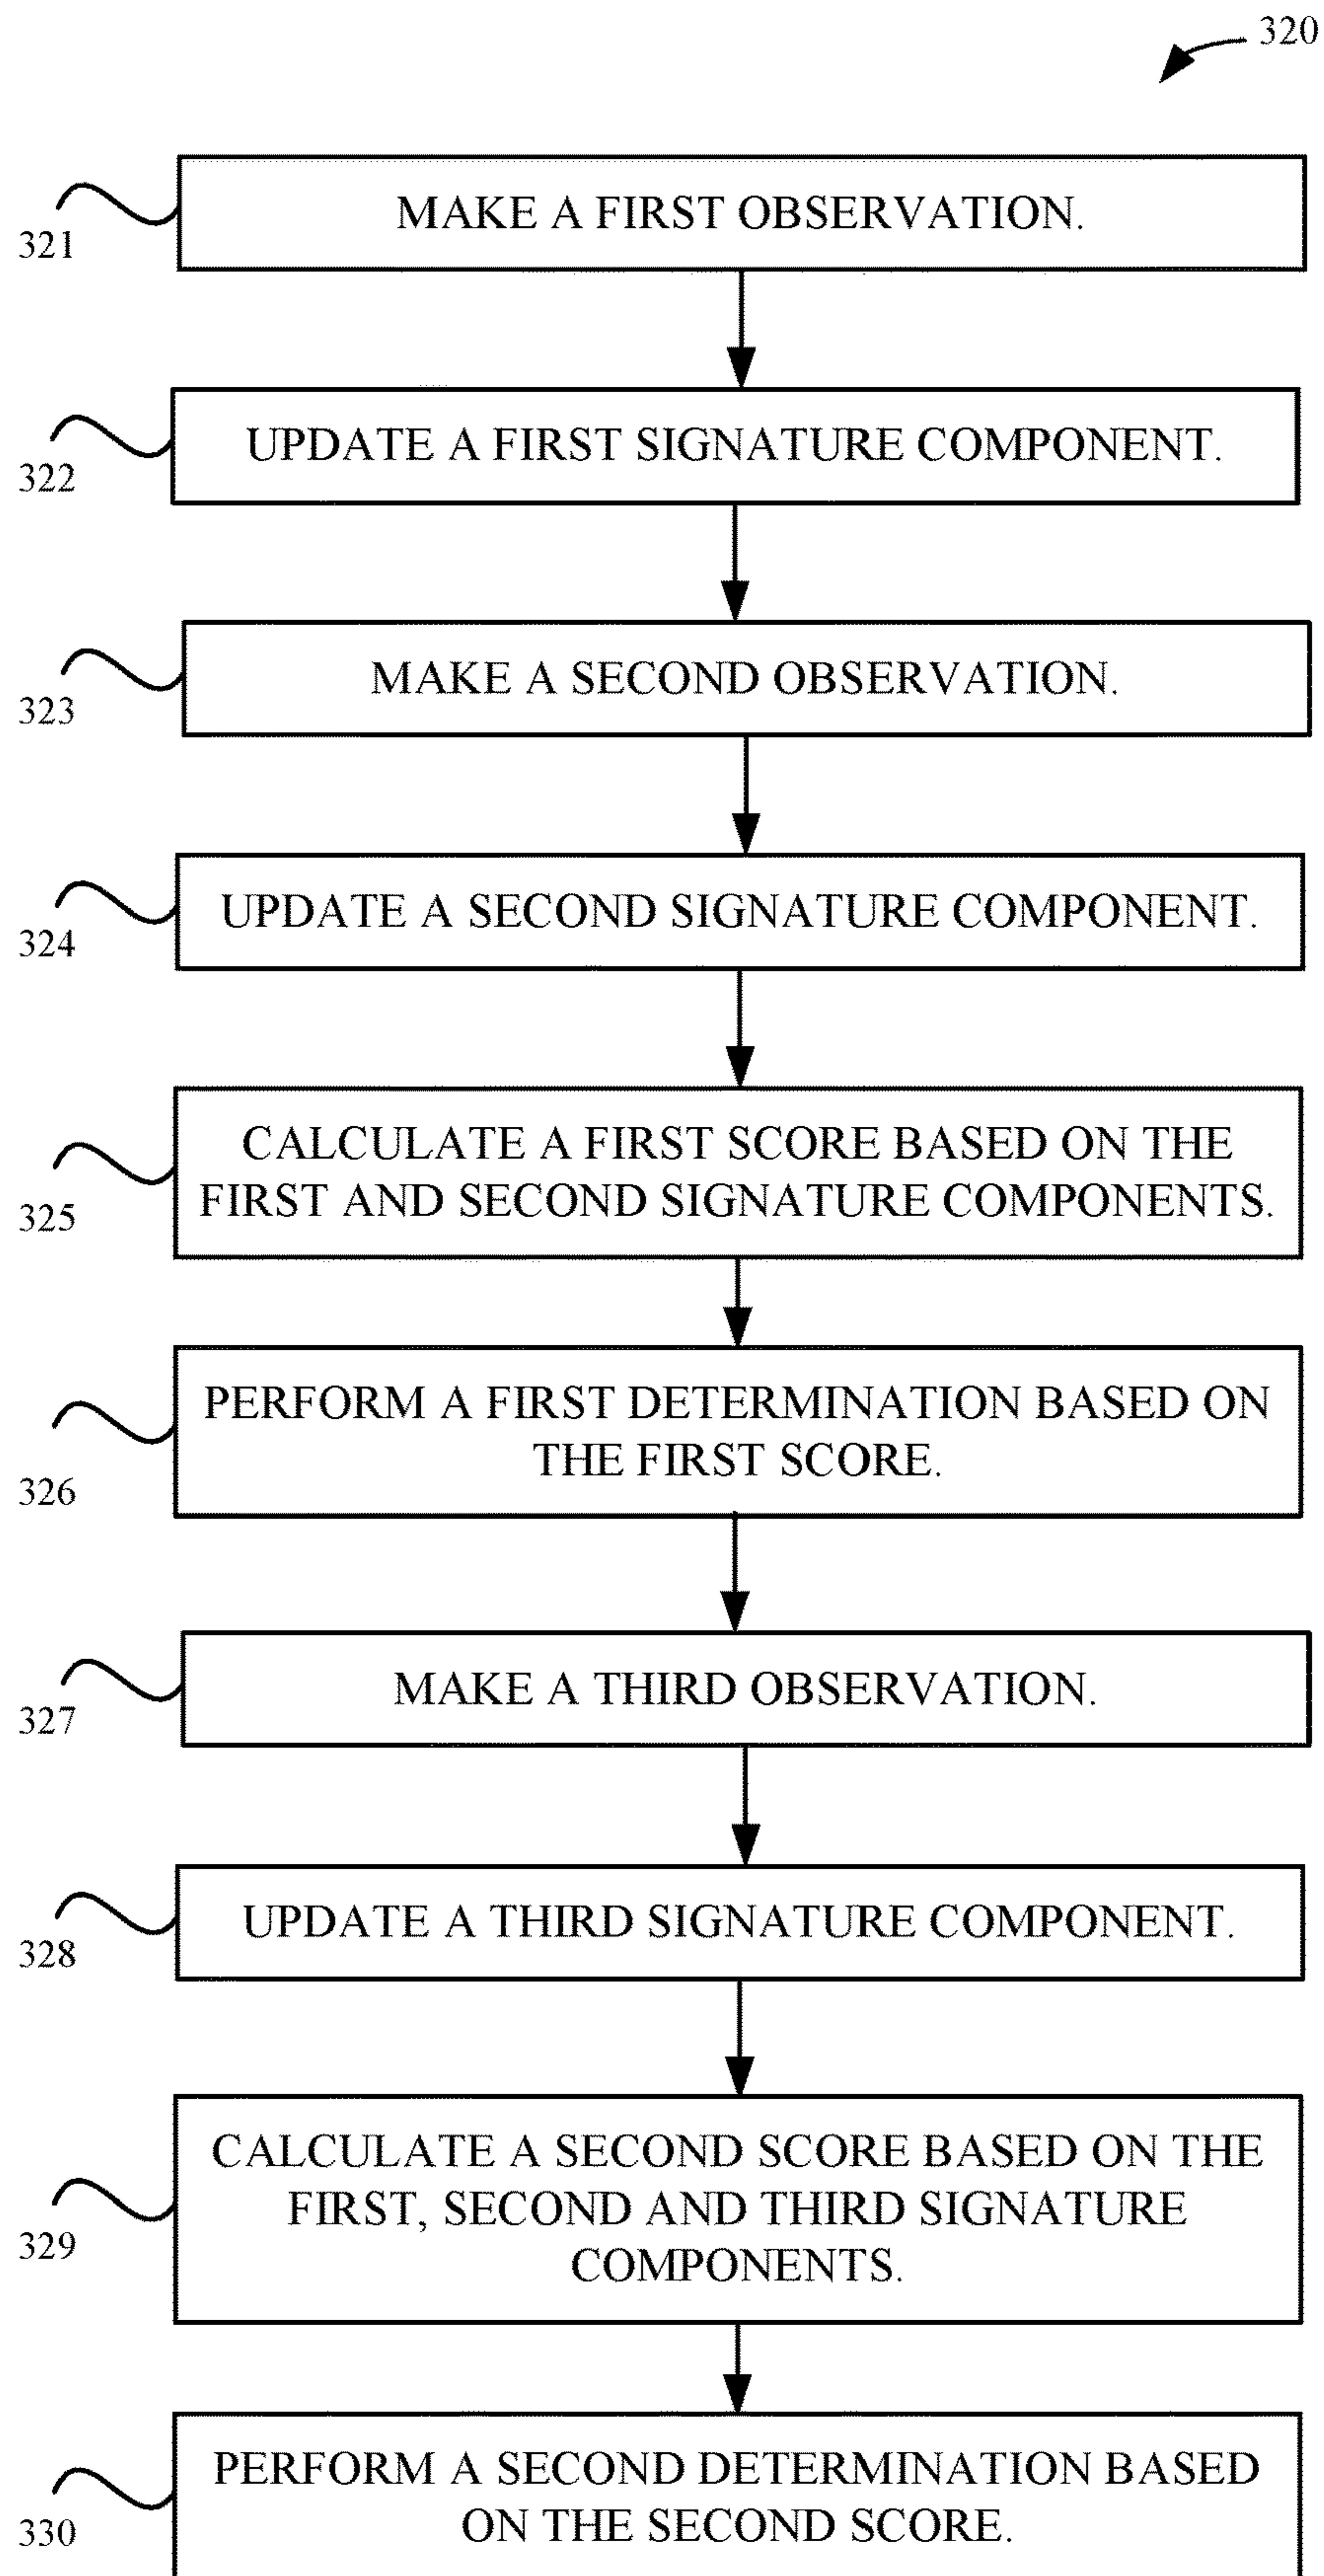 320
MAKE A FIRST OBSERVATION.
321
UPDATE A FIRST SIGNATURE COMPONENT.
322
MAKE A SECOND OBSERVATION.
323
UPDATE A SECOND SIGNATURE COMPONENT.
324
CALCULATE A FIRST SCORE BASED ON THE
FIRST AND SECOND SIGNATURE COMPONENTS.
325
PERFORM A FIRST DETERMINATION BASED ON
THE FIRST SCORE.
326
MAKE A THIRD OBSERVATION.
327
UPDATE A THIRD SIGNATURE COMPONENT.
328
CALCULATE A SECOND SCORE BASED ON THE
FIRST, SECOND AND THIRD SIGNATURE
COMPONENTS.
329
PERFORM A SECOND DETERMINATION BASED
ON THE SECOND SCORE.
330